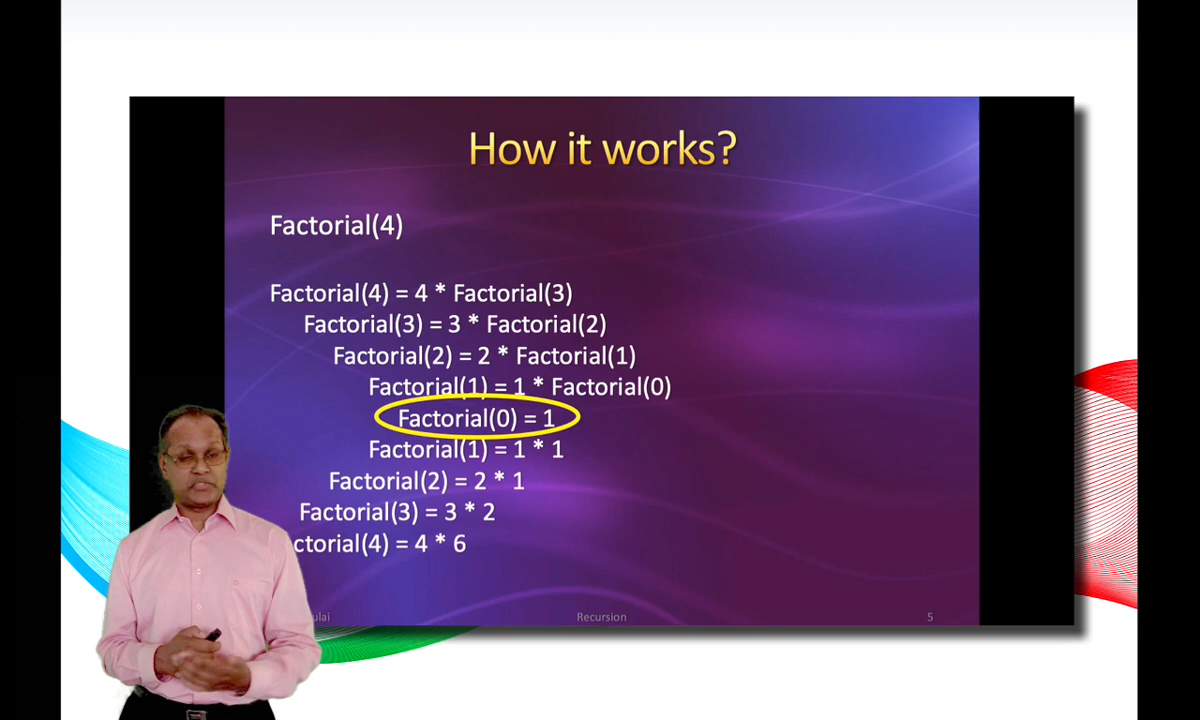 How it works?
Factorial(4)
Factorial(4) = 4 * Factorial(3)
Factorial(3) = 3 * Factorial(2)
Factorial(2) = 2 * Factorial(1)
Factorial(1) = 1 * Factorial(0)
Factorial(0) = 1
Factorial(1) = 1 * 1
Factorial(2) = 2 * 1
Factorial(3) = 3 * 2
ctorial(4) = 4 * 6
ulai Recursion 5